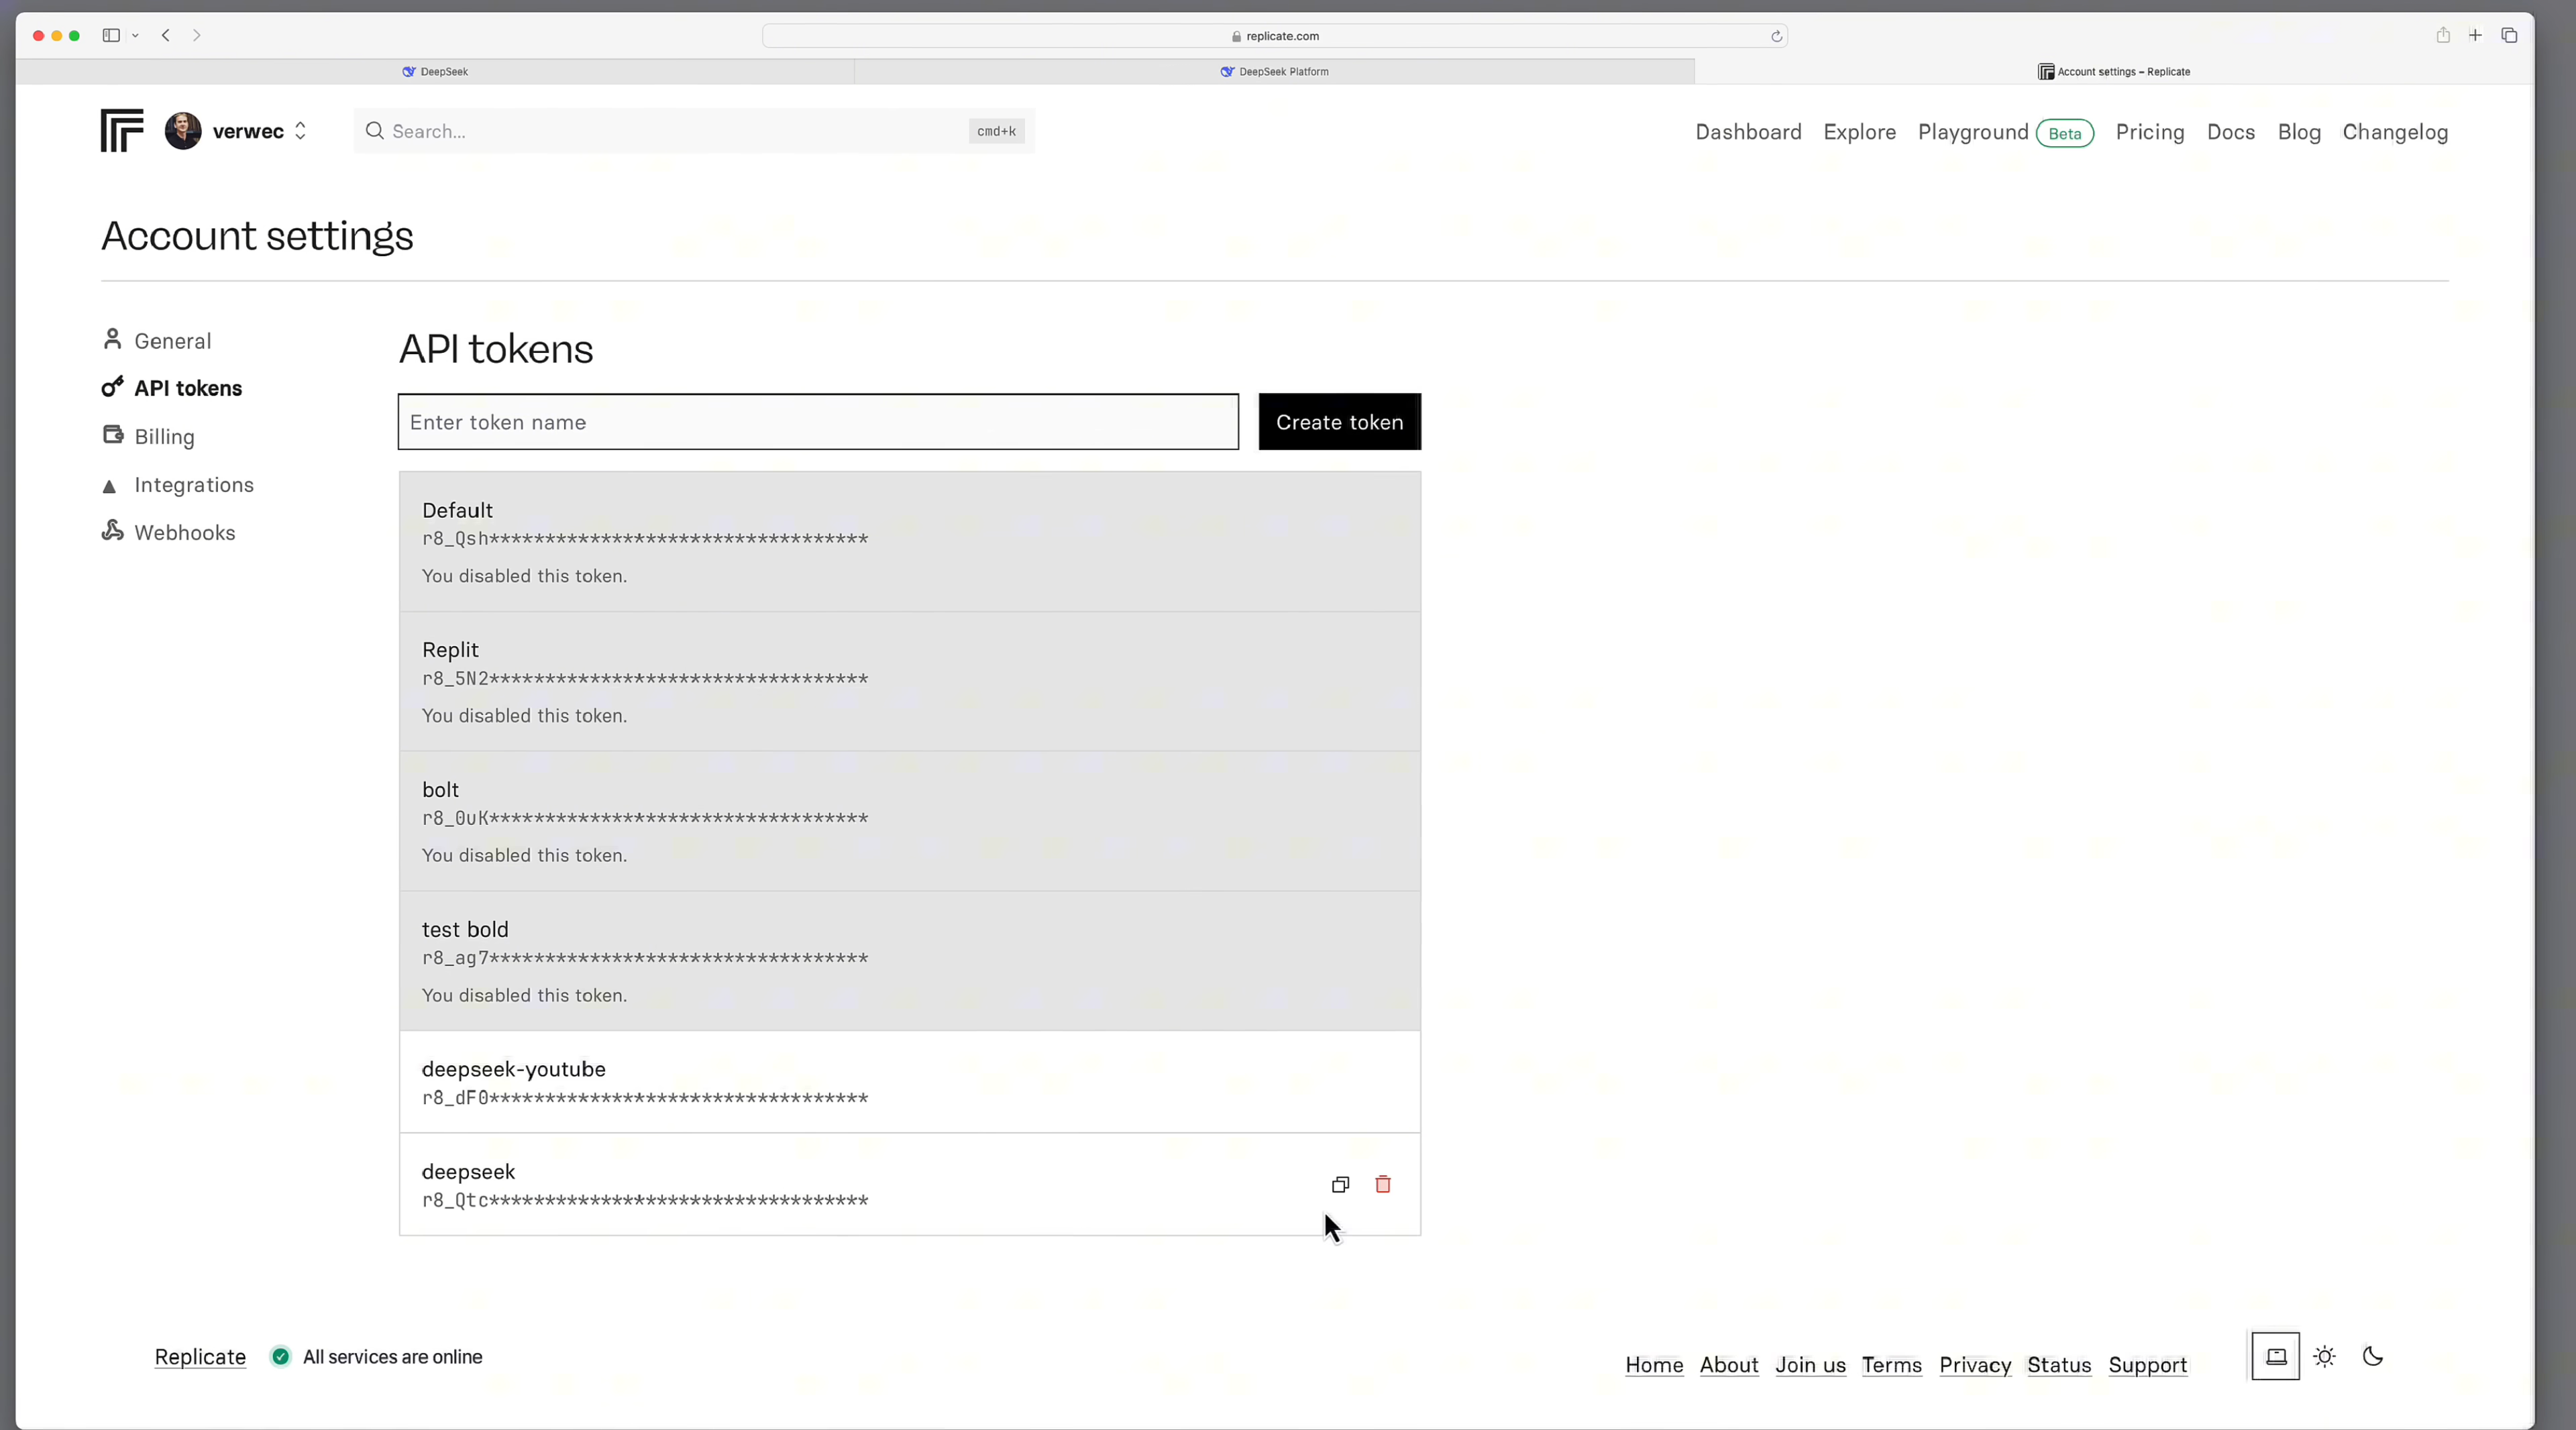 replicate.com
DeepSeek
DeepSeek Platform
Account settings – Replicate
verwec
Search...
cmd+k
Dashboard
Explore
Playground
Beta
Pricing
Docs
Blog
Changelog
Account settings
General
API tokens
Billing
Integrations
Webhooks
API tokens
Enter token name
Create token
Default
r8_Qsh**********************************
You disabled this token.
Replit
r8_5N2**********************************
You disabled this token.
bolt
r8_0uK**********************************
You disabled this token.
test bold
r8_ag7**********************************
You disabled this token.
deepseek-youtube
r8_dF0**********************************
deepseek
r8_Qtc**********************************
Replicate
All services are online
Home
About
Join us
Terms
Privacy
Status
Support